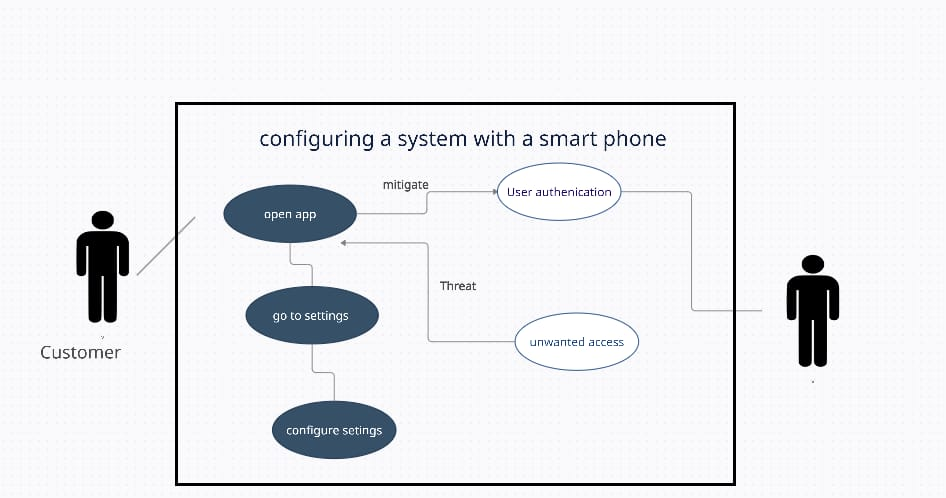 configuring a system with a smart phone
mitigate
User authenication
open app
Threat
go to settings
unwanted access
Customer
configure setings